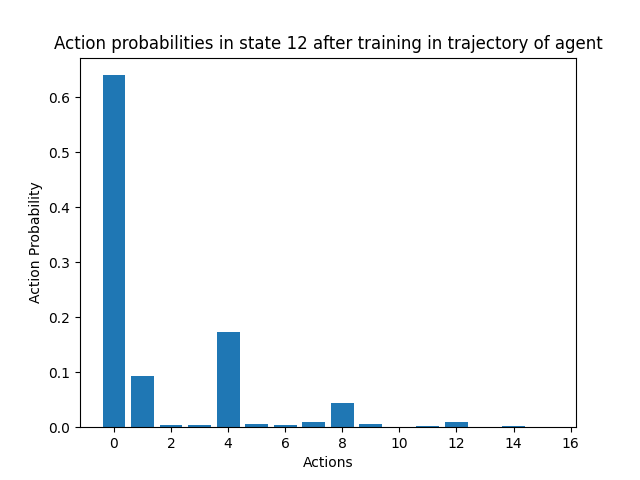 Action probabilities in state 12 after training in trajectory of agent
0.6
0.5
0.4
0.3
0.2
0.1
0.0
Action Probability
0 2 4 6 8 10 12 14 16
Actions